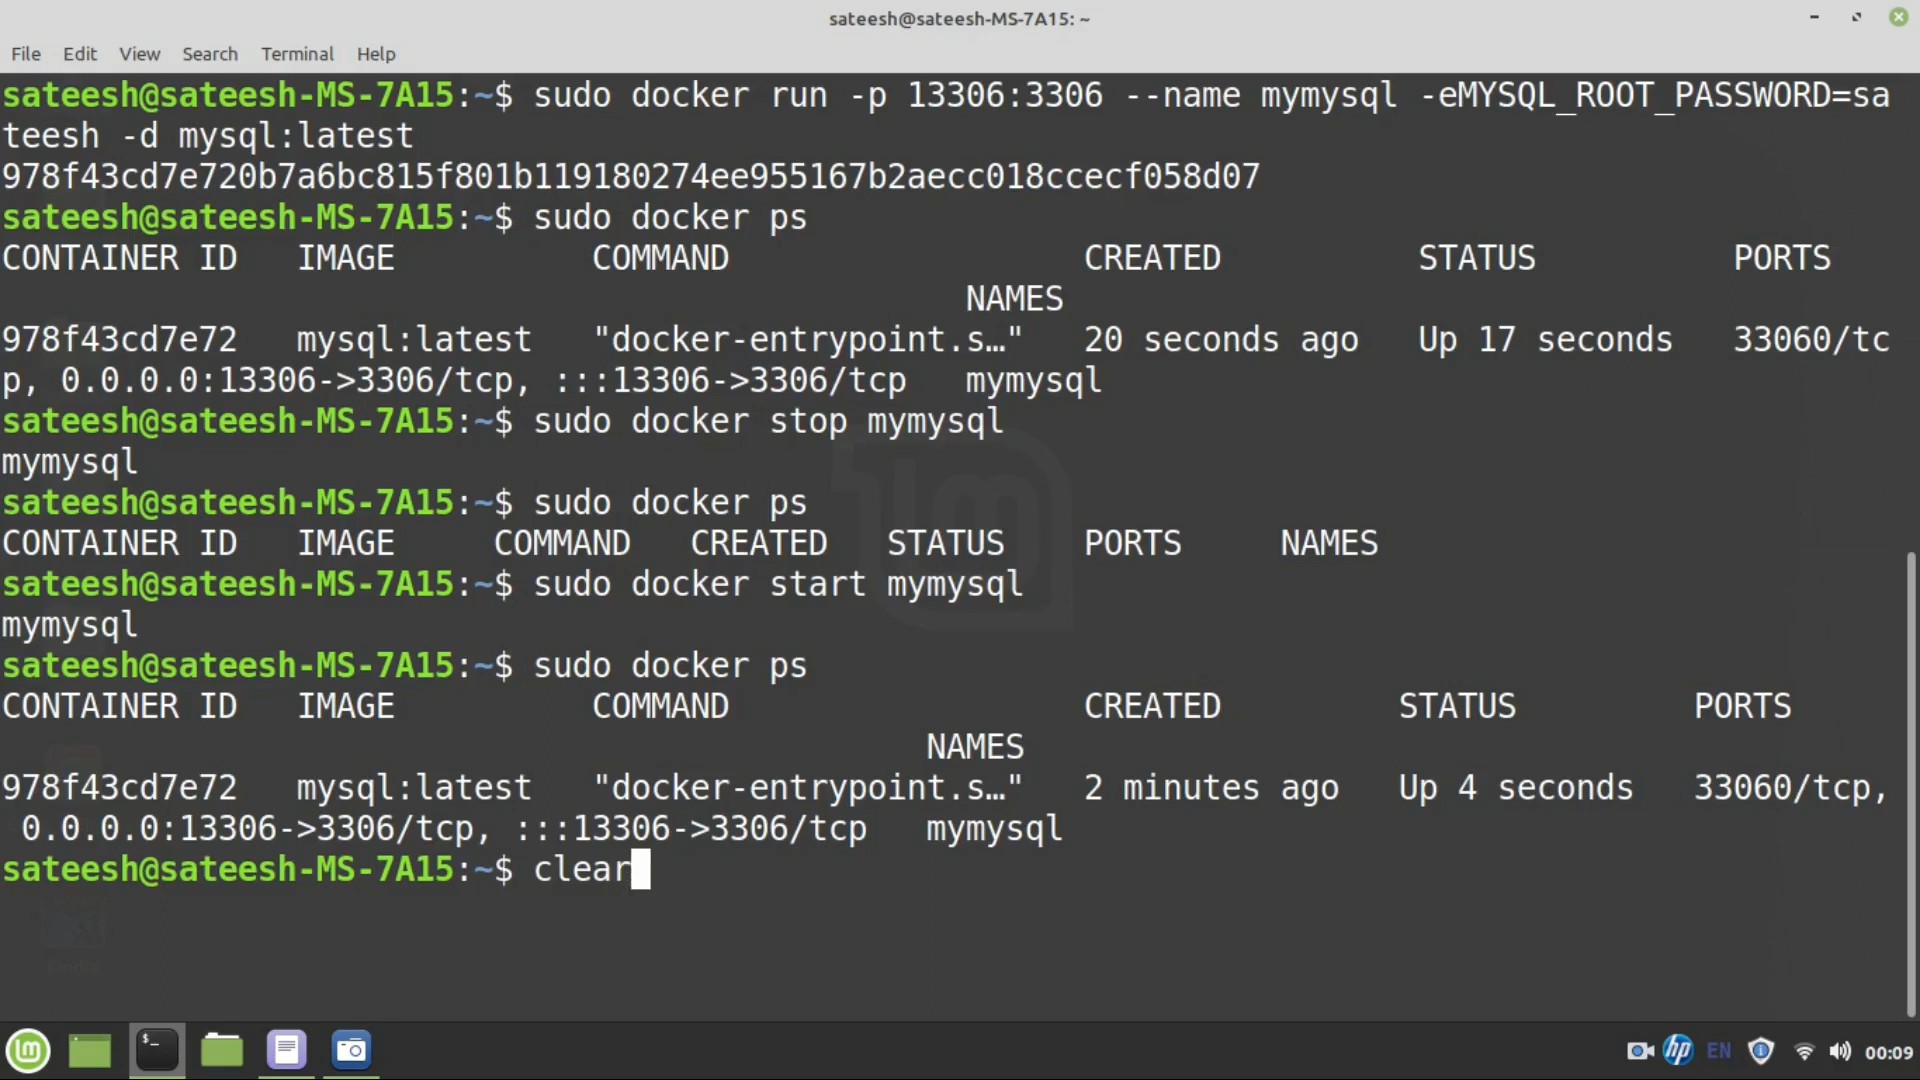 sateesh@sateesh-MS-7A15: ~
File Edit View Search Terminal Help
sateesh@sateesh-MS-7A15:~$ sudo docker run -p 13306:3306 --name mymysql -eMYSQL_ROOT_PASSWORD=sa
teesh -d mysql:latest
978f43cd7e720b7a6bc815f801b119180274ee955167b2aecc018ccecf058d07
sateesh@sateesh-MS-7A15:~$ sudo docker ps
CONTAINER ID   IMAGE          COMMAND                  CREATED          STATUS          PORTS
NAMES
978f43cd7e72   mysql:latest   "docker-entrypoint.s…"   20 seconds ago   Up 17 seconds   33060/tc
p, 0.0.0.0:13306->3306/tcp, :::13306->3306/tcp   mymysql
sateesh@sateesh-MS-7A15:~$ sudo docker stop mymysql
mymysql
sateesh@sateesh-MS-7A15:~$ sudo docker ps
CONTAINER ID   IMAGE     COMMAND   CREATED   STATUS    PORTS     NAMES
sateesh@sateesh-MS-7A15:~$ sudo docker start mymysql
mymysql
sateesh@sateesh-MS-7A15:~$ sudo docker ps
CONTAINER ID   IMAGE          COMMAND                  CREATED         STATUS         PORTS
NAMES
978f43cd7e72   mysql:latest   "docker-entrypoint.s…"   2 minutes ago   Up 4 seconds   33060/tcp,
0.0.0.0:13306->3306/tcp, :::13306->3306/tcp   mymysql
sateesh@sateesh-MS-7A15:~$ clear
Kindle
$_ hp EN 00:09